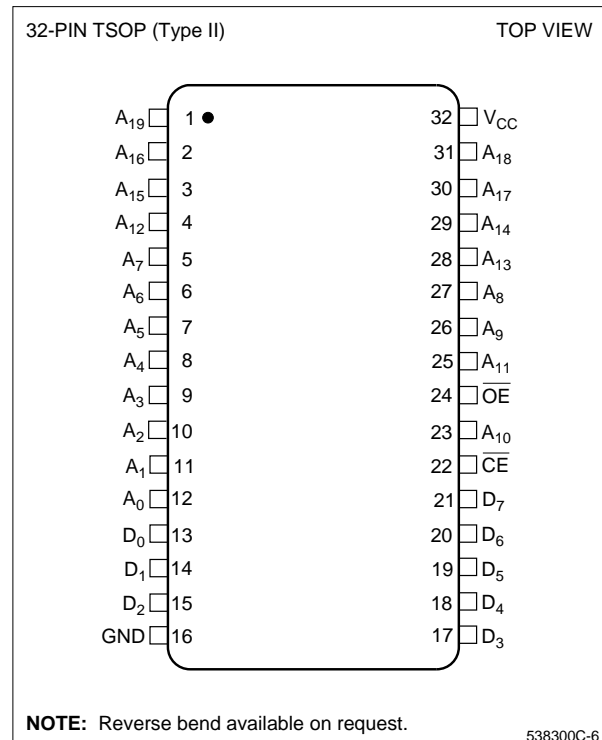 32-PIN TSOP (Type II) TOP VIEW
A19 1 32 VCC
A16 2 31 A18
A15 3 30 A17
A12 4 29 A14
A7 5 28 A13
A6 6 27 A8
A5 7 26 A9
A4 8 25 A11
A3 9 24 O̅E̅
A2 10 23 A10
A1 11 22 C̅E̅
A0 12 21 D7
D0 13 20 D6
D1 14 19 D5
D2 15 18 D4
GND 16 17 D3
NOTE: Reverse bend available on request.
538300C-6